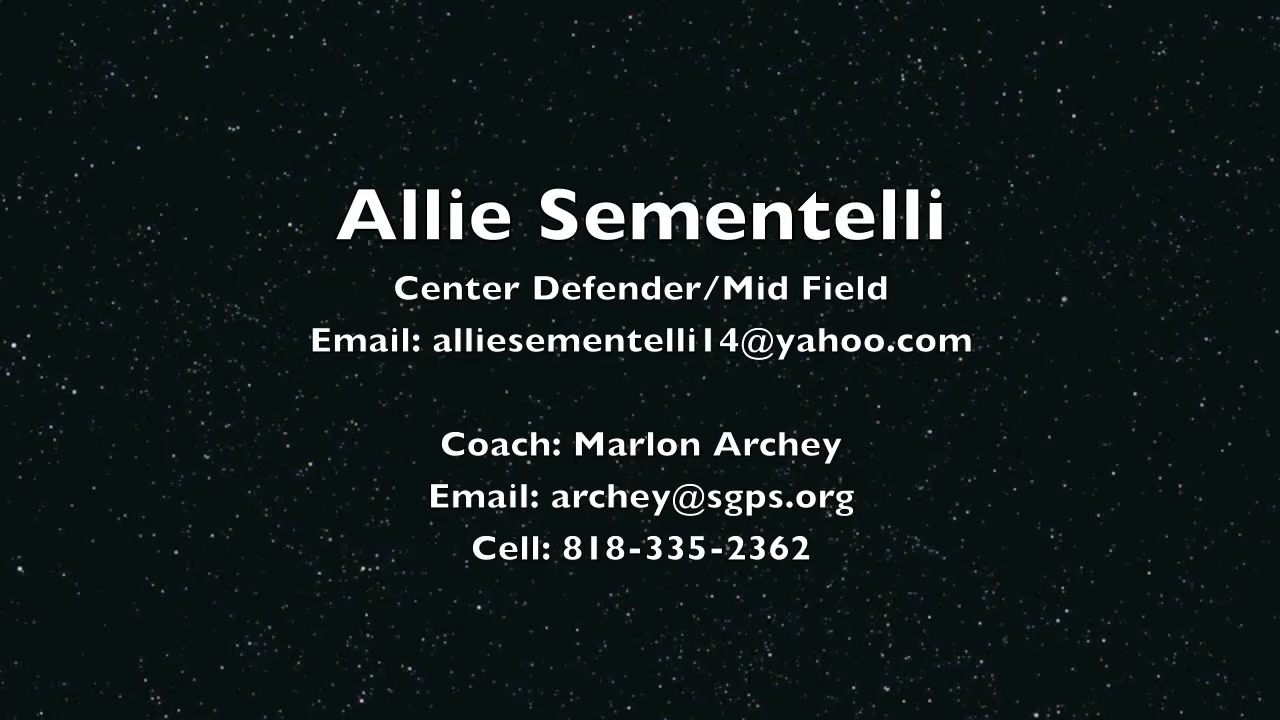 Allie Sementelli
Center Defender/Mid Field
Email: alliesementelli14@yahoo.com
Coach: Marlon Archey
Email: archey@sgps.org
Cell: 818-335-2362